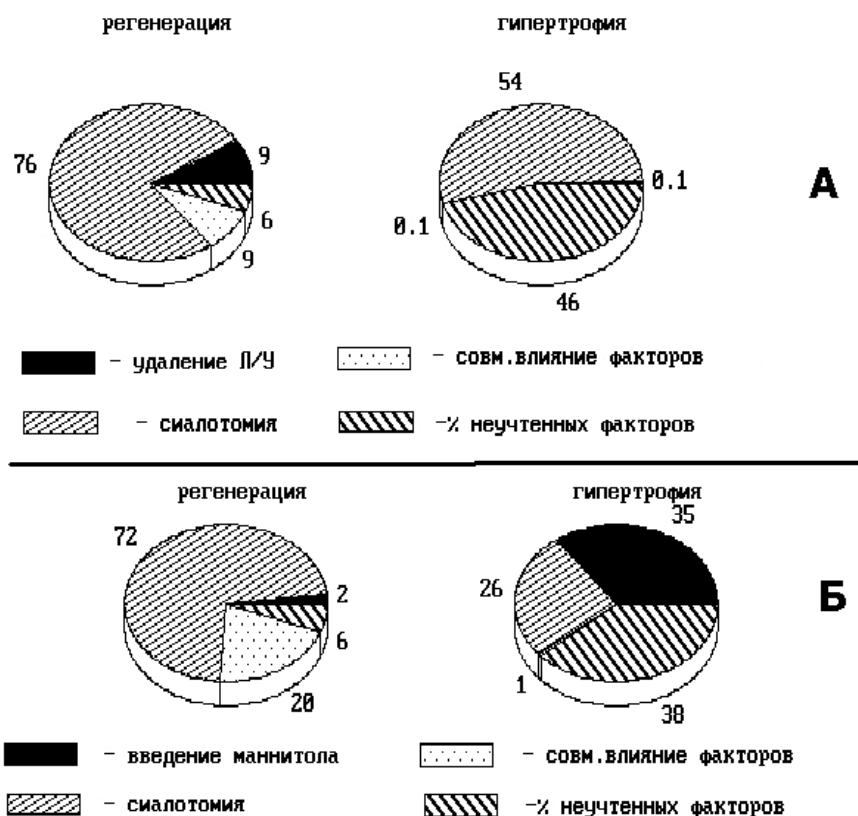 регенерация гипертрофия
54
76 9 0.1 А
0.1 6
9 46
- удаление Л/У - совм.влияние факторов
- сиалотомия -% неучтенных факторов
регенерация гипертрофия
72 35
26 2 Б
6
1 20 38
- введение маннитола - совм.влияние факторов
- сиалотомия -% неучтенных факторов